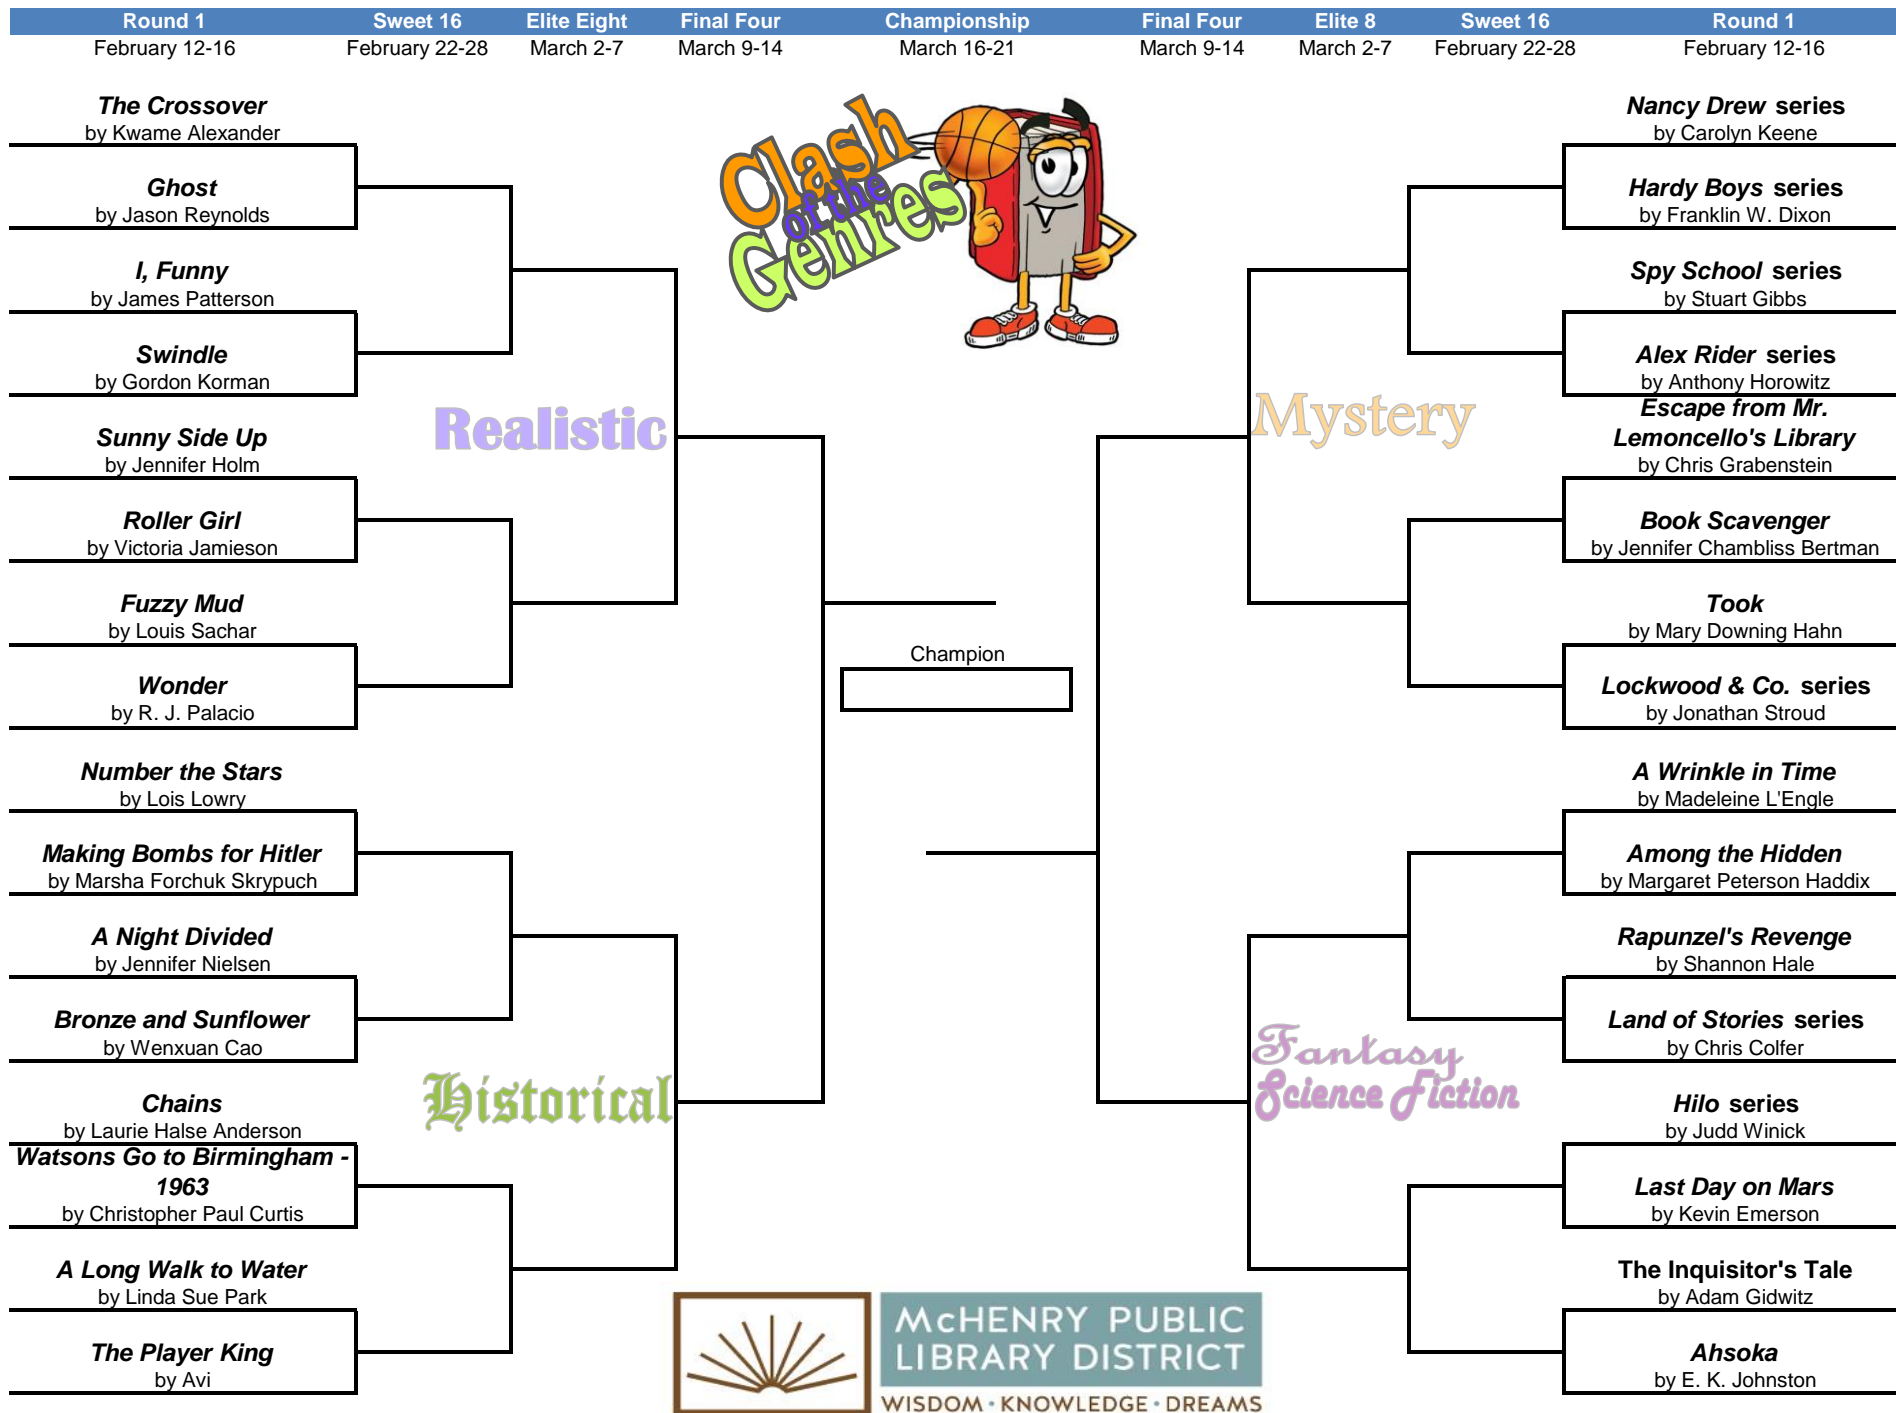 Round 1 Sweet 16 Elite Eight Final Four Championship Final Four Elite 8 Sweet 16 Round 1
February 12-16 February 22-28 March 2-7 March 9-14 March 16-21 March 9-14 March 2-7 February 22-28 February 12-16
Clash
of the
Genres
The Crossover
by Kwame Alexander
Ghost
by Jason Reynolds
I, Funny
by James Patterson
Swindle
by Gordon Korman
Realistic
Sunny Side Up
by Jennifer Holm
Roller Girl
by Victoria Jamieson
Fuzzy Mud
by Louis Sachar
Wonder
by R. J. Palacio
Number the Stars
by Lois Lowry
Making Bombs for Hitler
by Marsha Forchuk Skrypuch
A Night Divided
by Jennifer Nielsen
Bronze and Sunflower
by Wenxuan Cao
Historical
Chains
by Laurie Halse Anderson
Watsons Go to Birmingham -
1963
by Christopher Paul Curtis
A Long Walk to Water
by Linda Sue Park
The Player King
by Avi
Champion
Nancy Drew series
by Carolyn Keene
Hardy Boys series
by Franklin W. Dixon
Spy School series
by Stuart Gibbs
Alex Rider series
by Anthony Horowitz
Mystery
Escape from Mr.
Lemoncello's Library
by Chris Grabenstein
Book Scavenger
by Jennifer Chambliss Bertman
Took
by Mary Downing Hahn
Lockwood & Co. series
by Jonathan Stroud
A Wrinkle in Time
by Madeleine L'Engle
Among the Hidden
by Margaret Peterson Haddix
Rapunzel's Revenge
by Shannon Hale
Land of Stories series
by Chris Colfer
Fantasy
Science Fiction
Hilo series
by Judd Winick
Last Day on Mars
by Kevin Emerson
The Inquisitor's Tale
by Adam Gidwitz
Ahsoka
by E. K. Johnston
McHENRY PUBLIC
LIBRARY DISTRICT
WISDOM · KNOWLEDGE · DREAMS